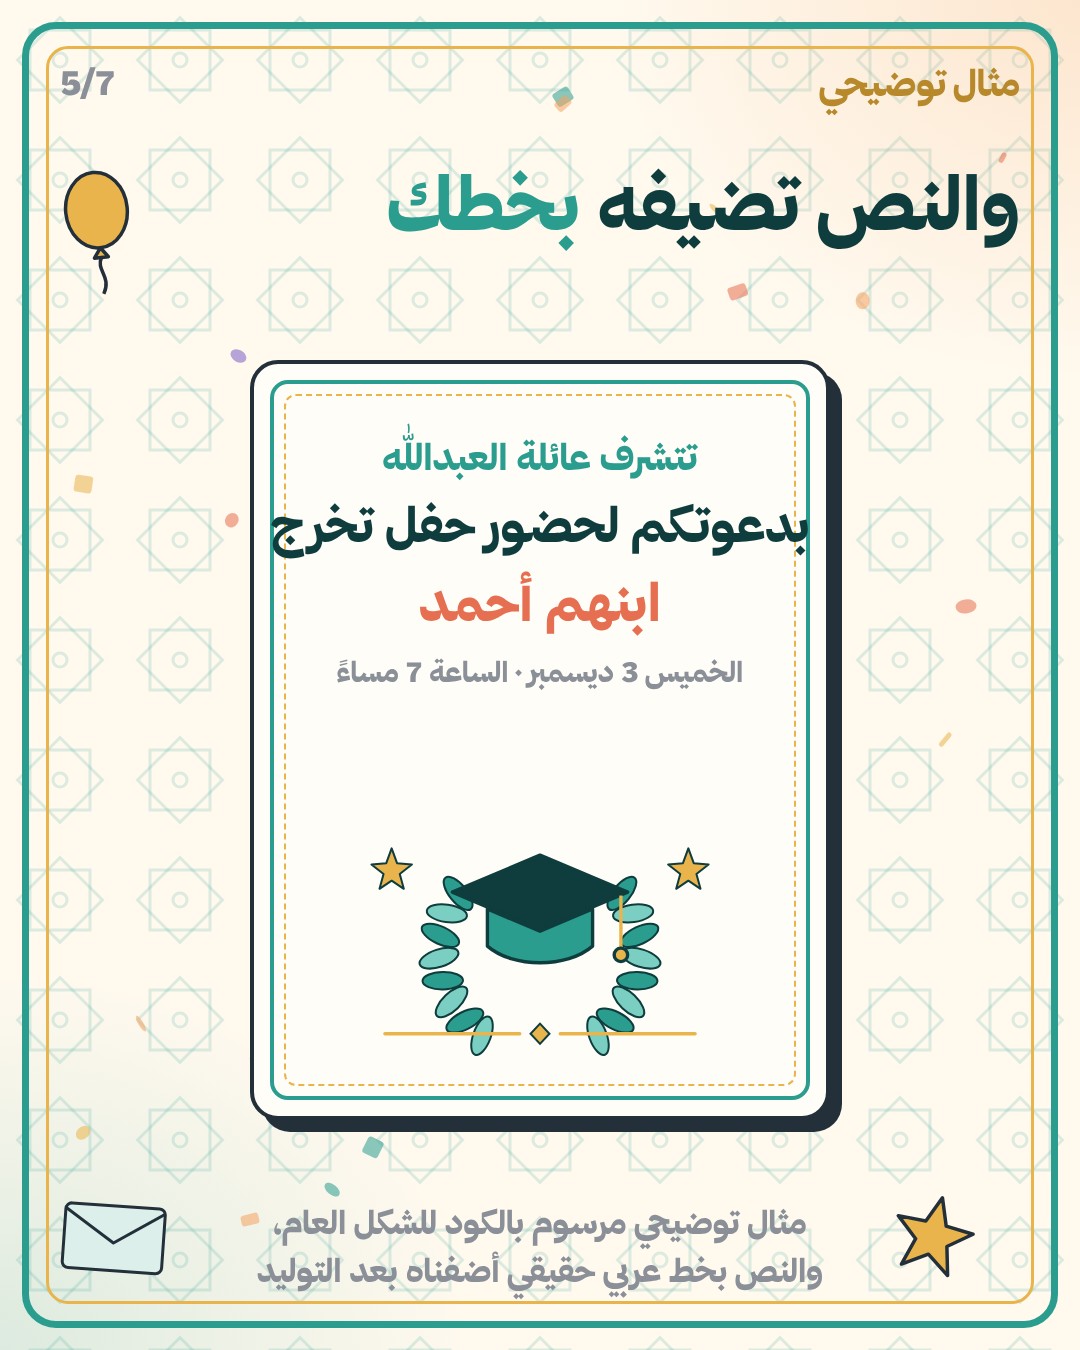 مثال توضيحي
5/7
والنص تضيفه بخطك
تتشرف عائلة العبدالله
بدعوتكم لحضور حفل تخرج
ابنهم أحمد
الخميس 3 ديسمبر · الساعة 7 مساءً
مثال توضيحي مرسوم بالكود للشكل العام،
والنص بخط عربي حقيقي أضفناه بعد التوليد